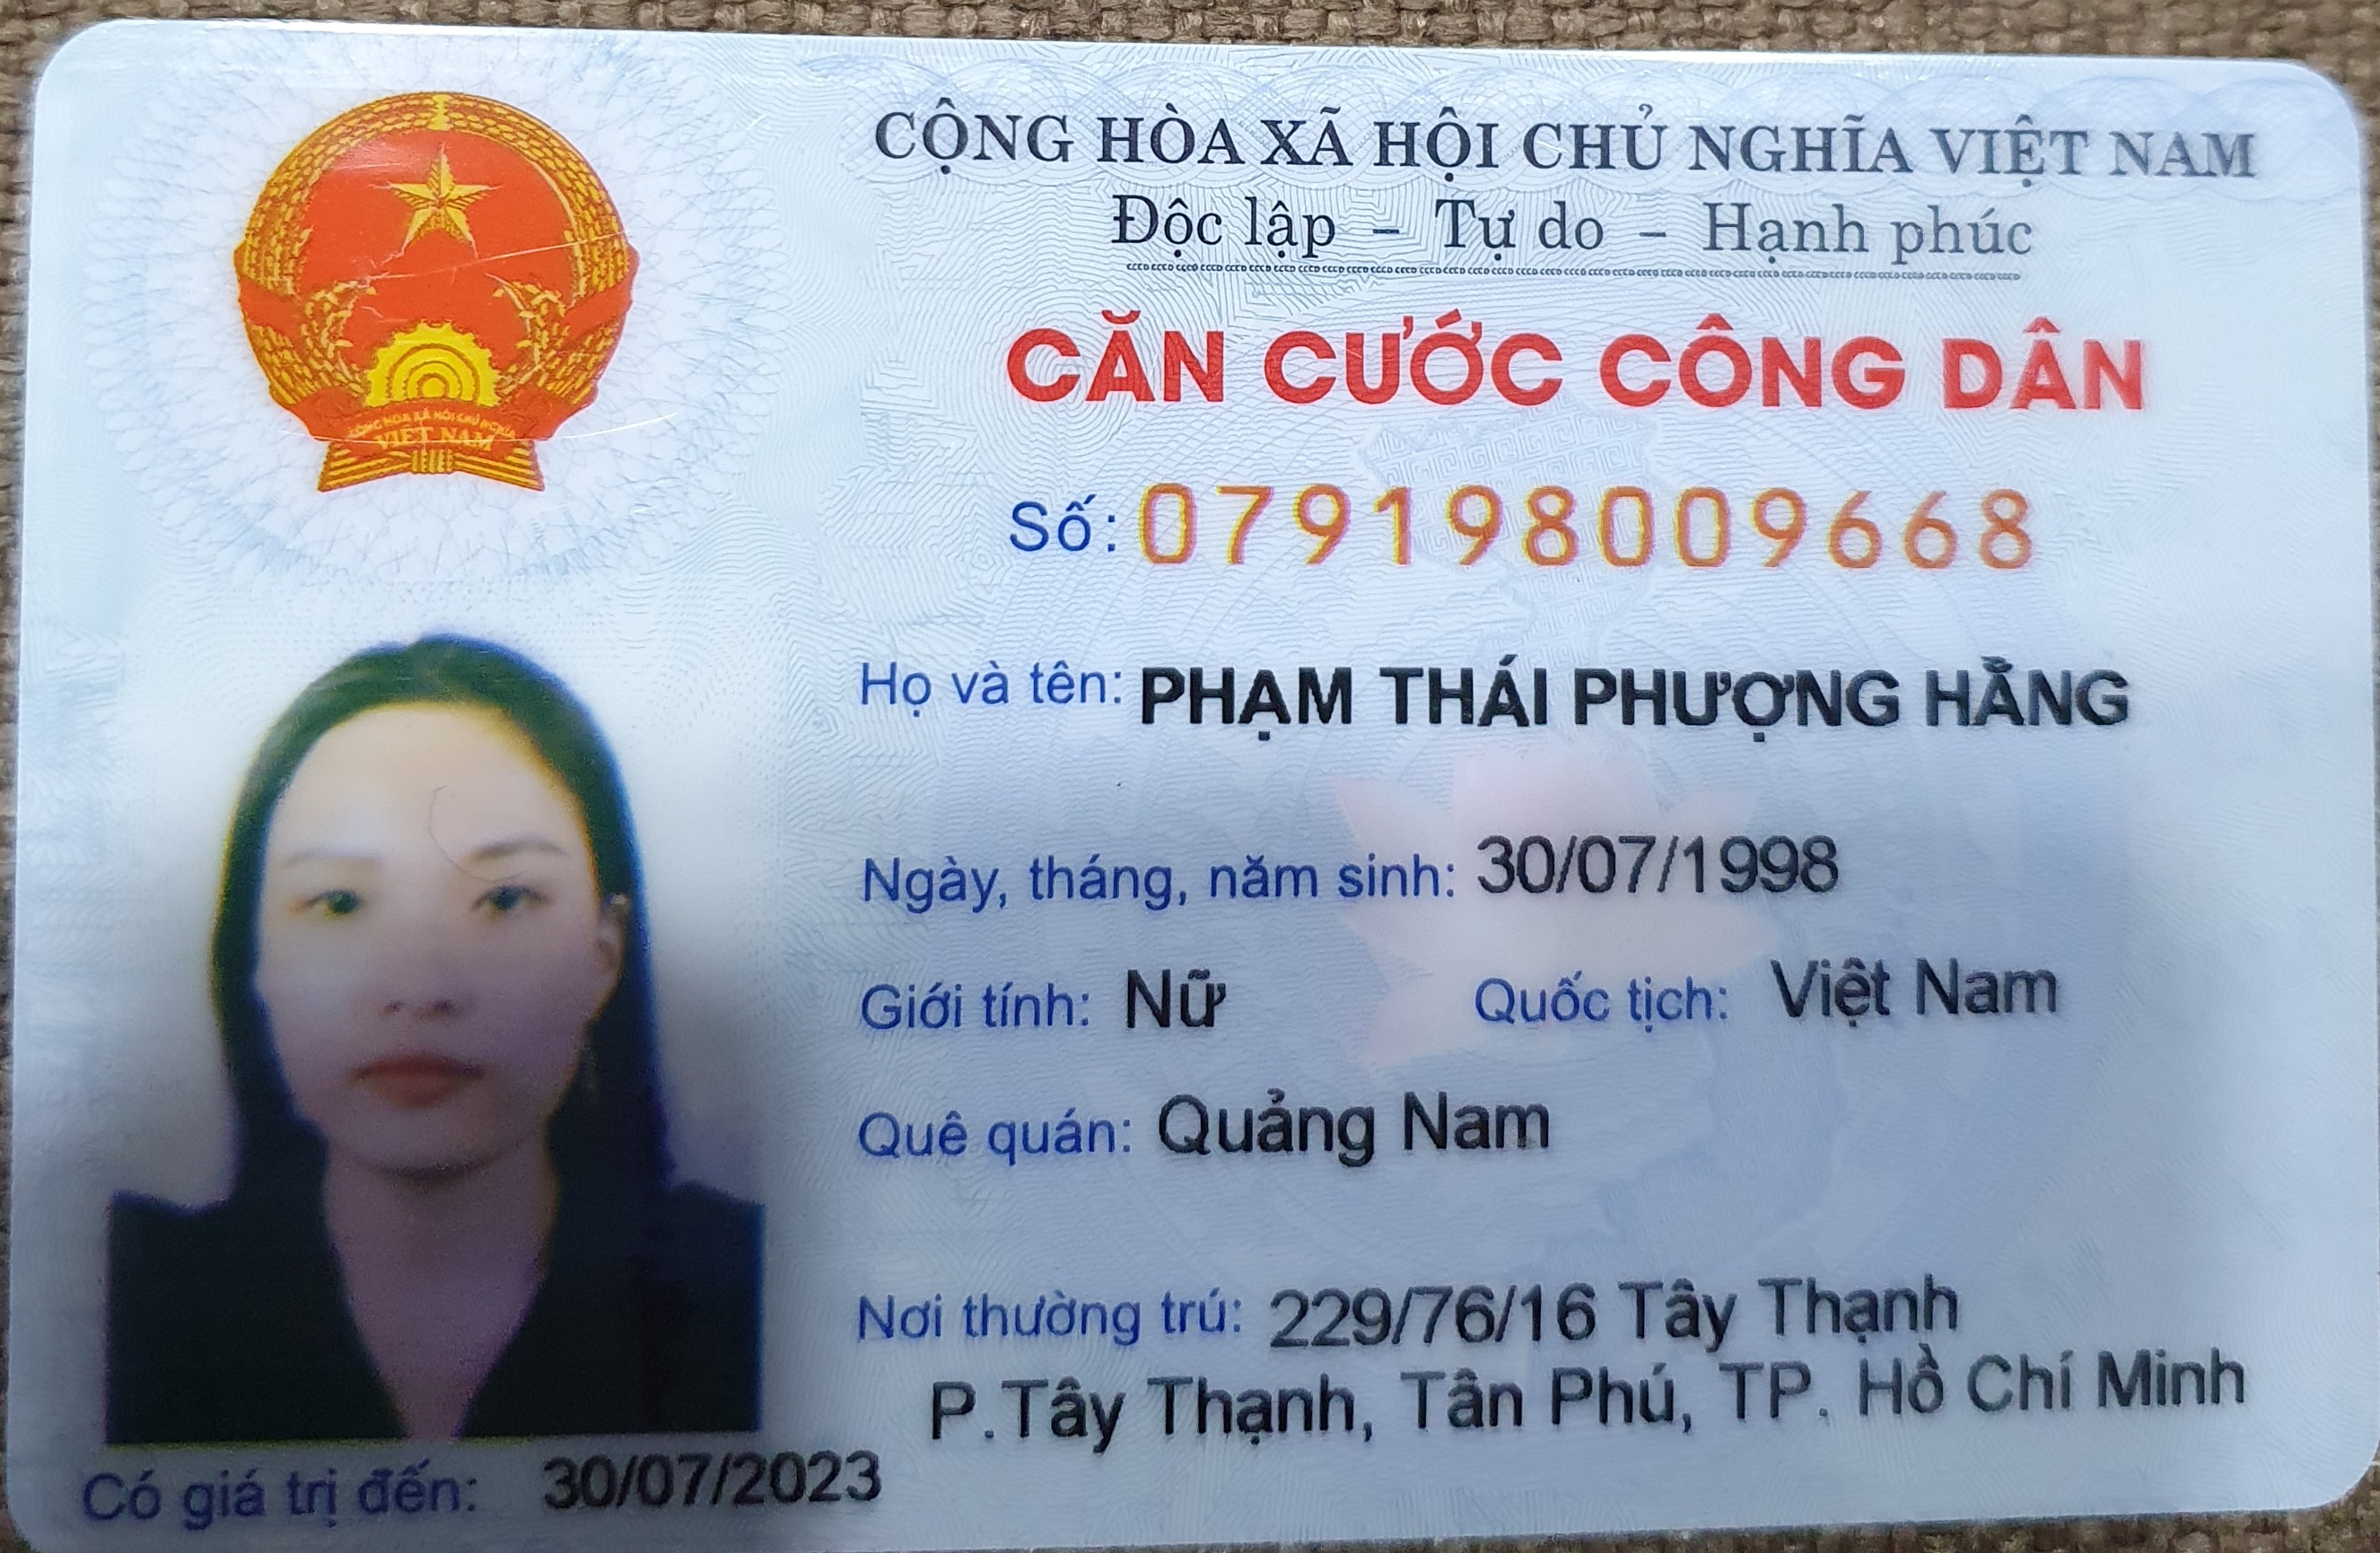 CỘNG HÒA XÃ HỘI CHỦ NGHĨA VIỆT NAM
Độc lập – Tự do – Hạnh phúc
CĂN CƯỚC CÔNG DÂN
Số: 079198009668
Họ và tên: PHẠM THÁI PHƯỢNG HẰNG
Ngày, tháng, năm sinh: 30/07/1998
Giới tính: Nữ Quốc tịch: Việt Nam
Quê quán: Quảng Nam
Nơi thường trú: 229/76/16 Tây Thạnh
P.Tây Thạnh, Tân Phú, TP. Hồ Chí Minh
Có giá trị đến: 30/07/2023
CỘNG HÒA XÃ HỘI CHỦ NGHĨA
VIỆT NAM